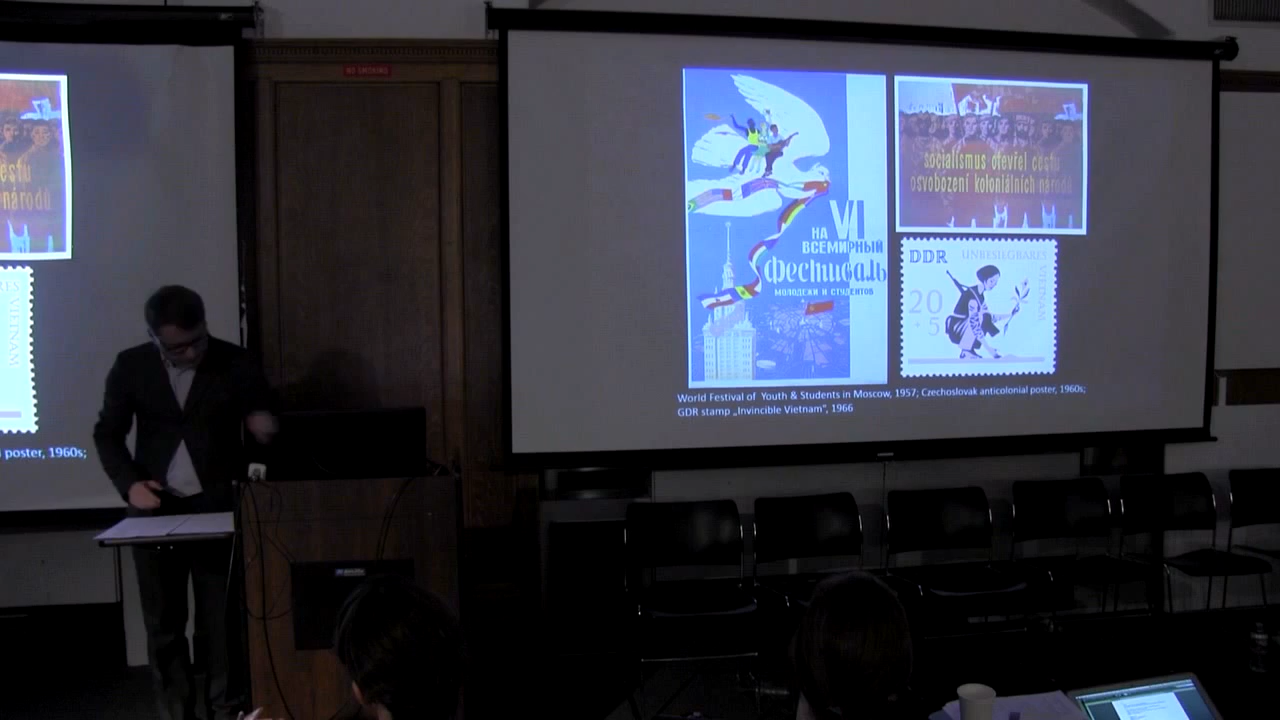 NO SMOKING
estu
národů
RES
VIETNAM
poster, 1960s;
VI
НА
ВСЕМИРНЫЙ
фестиваль
МОЛОДЕЖИ И СТУДЕНТОВ
socialismus otevřel cestu
osvobození koloniálních národů
DDR UNBESIEGBARES
VIETNAM
20
+5
World Festival of Youth & Students in Moscow, 1957; Czechoslovak anticolonial poster, 1960s;
GDR stamp „Invincible Vietnam", 1966